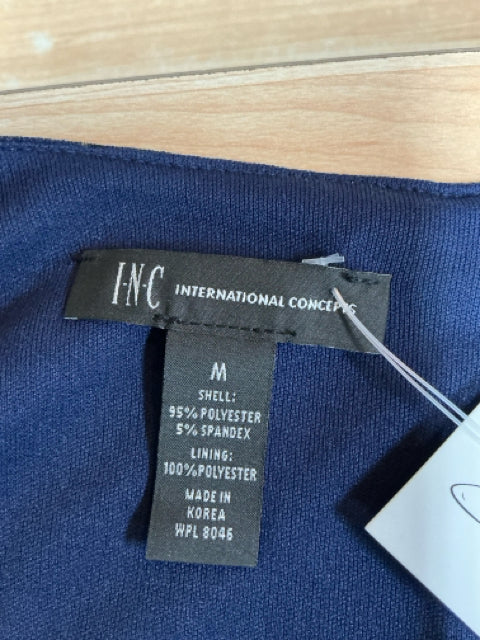 I·N·C INTERNATIONAL CONCEPTS
M
SHELL:
95% POLYESTER
5% SPANDEX
LINING:
100%POLYESTER
MADE IN
KOREA
WPL 8046